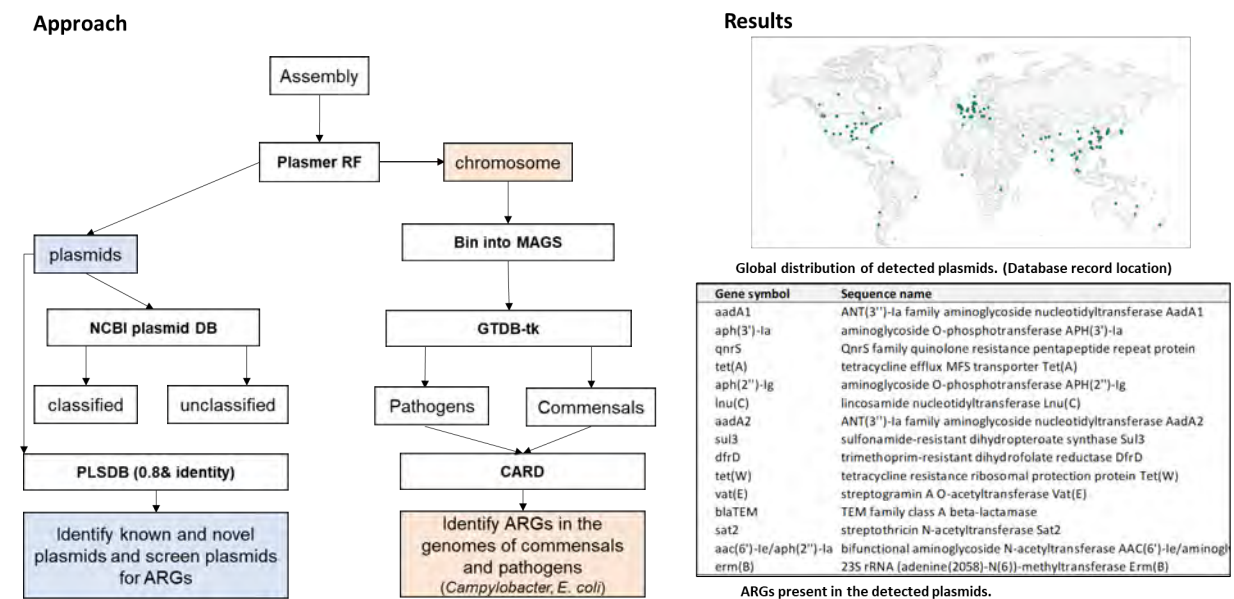 Approach
Assembly
Plasmer RF
chromosome
plasmids
Bin into MAGS
NCBI plasmid DB
GTDB-tk
classified
unclassified
Pathogens
Commensals
PLSDB (0.8& identity)
CARD
Identify known and novel
plasmids and screen plasmids
for ARGs
Identify ARGs in the
genomes of commensals
and pathogens
(Campylobacter, E. coli)
Results
Global distribution of detected plasmids. (Database record location)
Gene symbol Sequence name
aadA1 ANT(3'')-Ia family aminoglycoside nucleotidyltransferase AadA1
aph(3')-Ia aminoglycoside O-phosphotransferase APH(3')-Ia
qnrS QnrS family quinolone resistance pentapeptide repeat protein
tet(A) tetracycline efflux MFS transporter Tet(A)
aph(2'')-Ig aminoglycoside O-phosphotransferase APH(2'')-Ig
lnu(C) lincosamide nucleotidyltransferase Lnu(C)
aadA2 ANT(3'')-Ia family aminoglycoside nucleotidyltransferase AadA2
sul3 sulfonamide-resistant dihydropteroate synthase Sul3
dfrD trimethoprim-resistant dihydrofolate reductase DfrD
tet(W) tetracycline resistance ribosomal protection protein Tet(W)
vat(E) streptogramin A O-acetyltransferase Vat(E)
blaTEM TEM family class A beta-lactamase
sat2 streptothricin N-acetyltransferase Sat2
aac(6')-Ie/aph(2'')-Ia bifunctional aminoglycoside N-acetyltransferase AAC(6')-Ie/aminogl
erm(B) 23S rRNA (adenine(2058)-N(6))-methyltransferase Erm(B)
ARGs present in the detected plasmids.